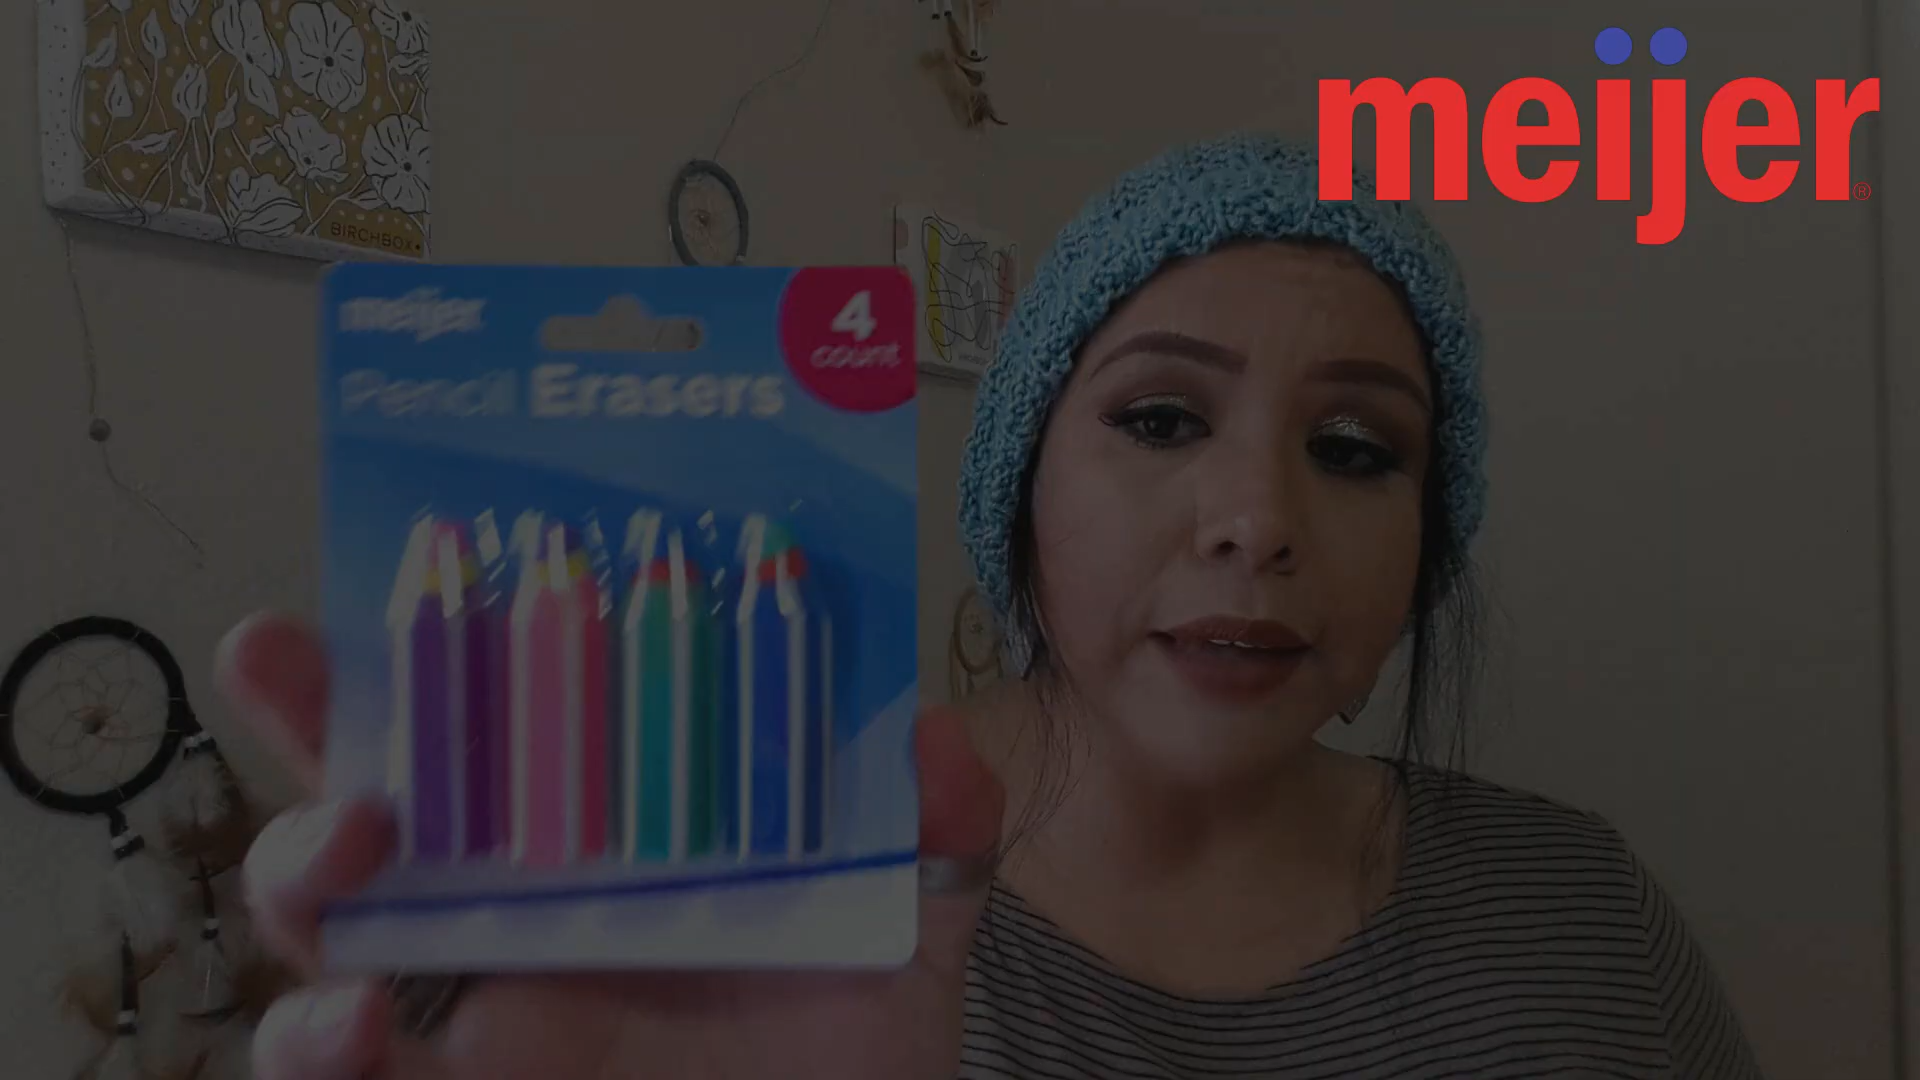 meijer
BIRCHBOX
meijer
4
count
Pencil Erasers